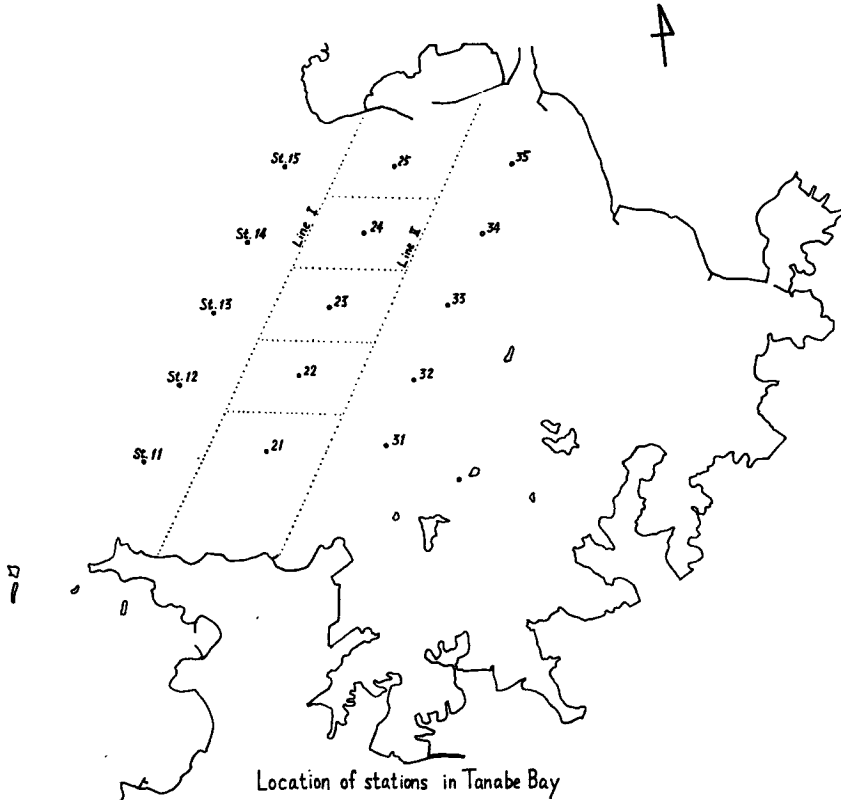 St.15
25
35
St.14
Line I
24
Line II
34
St.13
23
33
St.12
22
32
St.11
21
31
Location of stations in Tanabe Bay